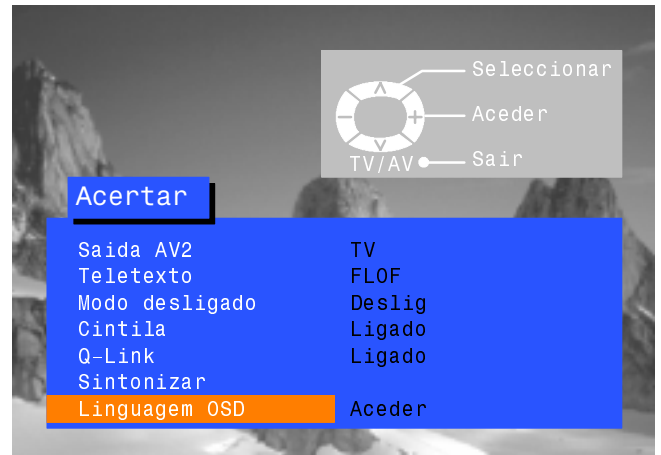 Seleccionar
Aceder
TV/AV Sair
Acertar
Saida AV2 TV
Teletexto FLOF
Modo desligado Deslig
Cintila Ligado
Q-Link Ligado
Sintonizar
Linguagem OSD Aceder